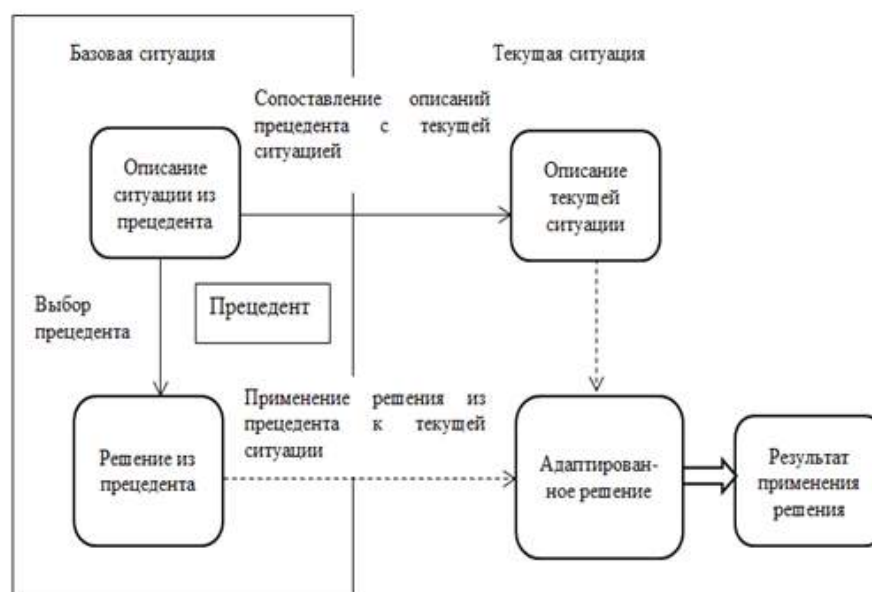 Базовая ситуация
Текущая ситуация
Сопоставление описаний
прецедента с текущей
ситуацией
Описание
ситуации из
прецедента
Описание
текущей
ситуации
Выбор
прецедента
Прецедент
Применение решения из
прецедента к текущей
ситуации
Решение из
прецедента
Адаптирован-
ное решение
Результат
применения
решения